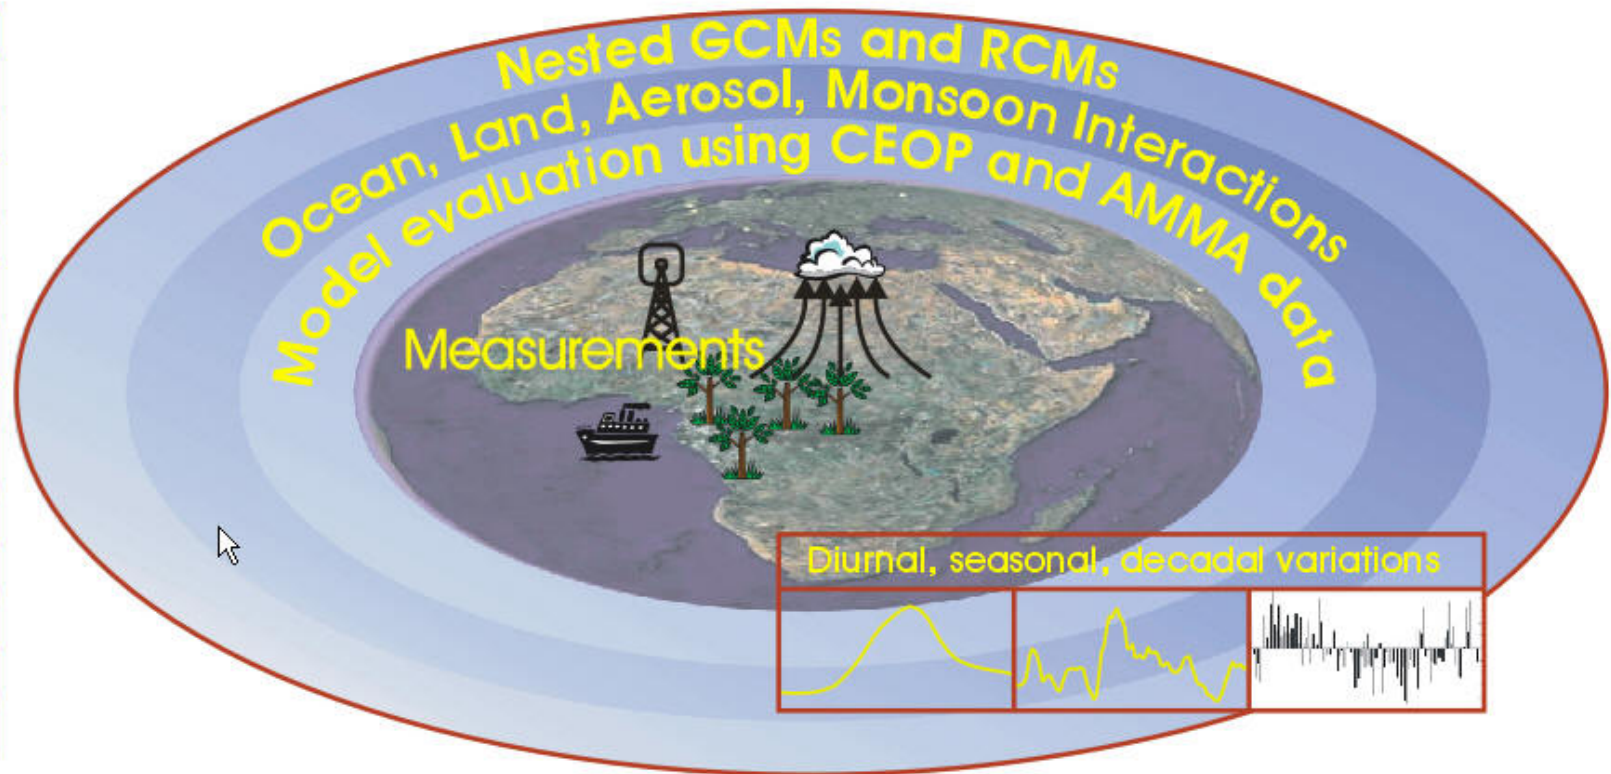 Nested GCMs and RCMs
Ocean, Land, Aerosol, Monsoon Interactions
Model evaluation using CEOP and AMMA data
Measurements
Diurnal, seasonal, decadal variations